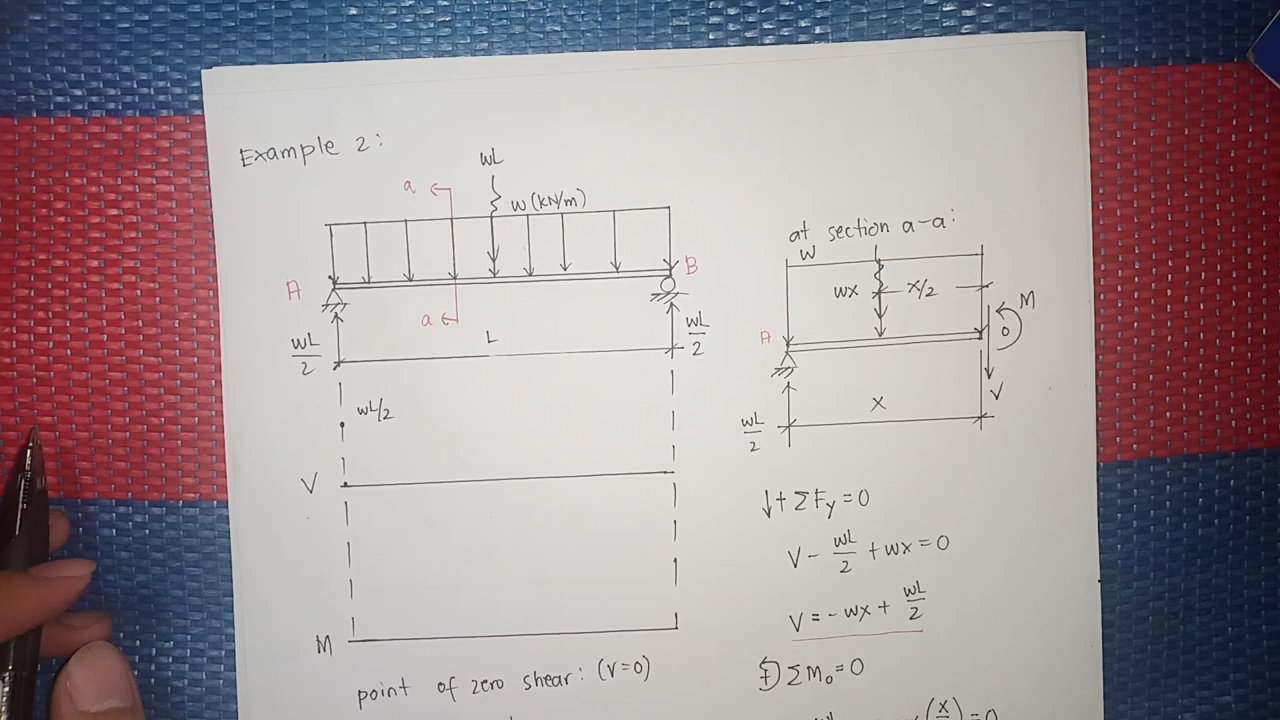 Example 2:
wL
a
w (kN/m)
A
B
a
wL/2
L
wL/2
wL/2
V
M
point of zero shear: (V=0)
at section a-a:
w
wx
x/2
M
A
o
V
x
wL/2
↓+ ΣFy = 0
V - wL/2 + wx = 0
V = -wx + wL/2
ΣMo = 0